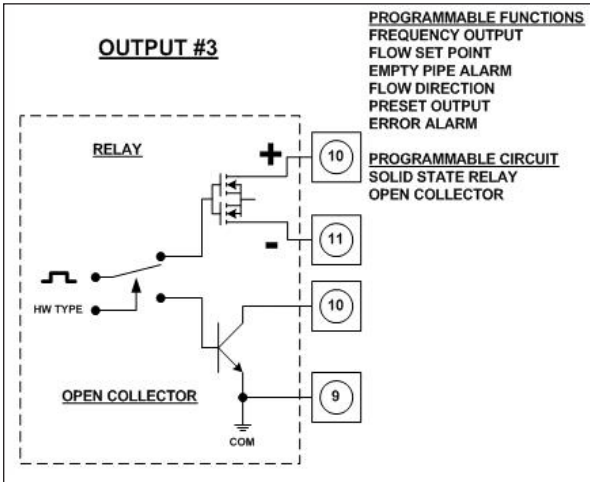 OUTPUT #3
PROGRAMMABLE FUNCTIONS
FREQUENCY OUTPUT
FLOW SET POINT
EMPTY PIPE ALARM
FLOW DIRECTION
PRESET OUTPUT
ERROR ALARM
PROGRAMMABLE CIRCUIT
SOLID STATE RELAY
OPEN COLLECTOR
RELAY
+
10
-
11
HW TYPE
10
OPEN COLLECTOR
9
COM